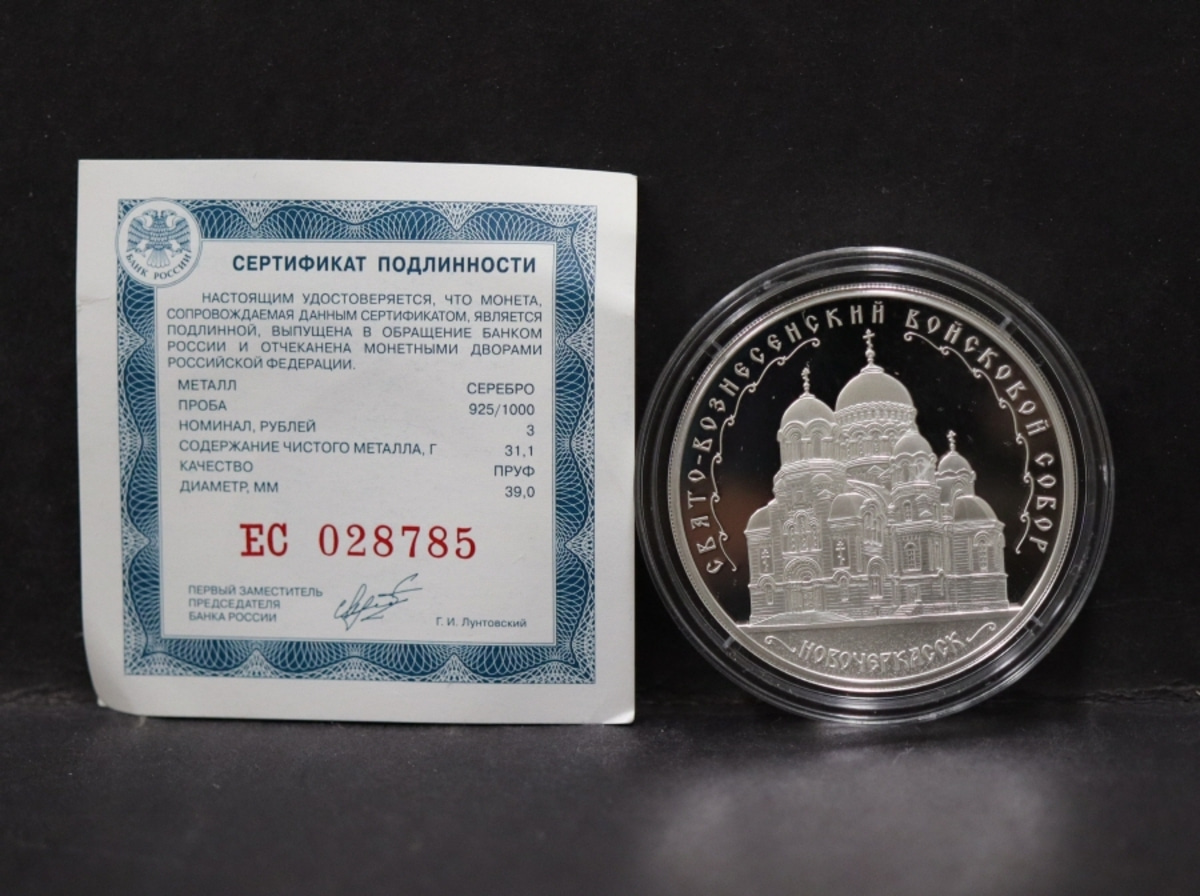 БАНК РОССИИ
СЕРТИФИКАТ ПОДЛИННОСТИ
НАСТОЯЩИМ УДОСТОВЕРЯЕТСЯ, ЧТО МОНЕТА,
СОПРОВОЖДАЕМАЯ ДАННЫМ СЕРТИФИКАТОМ, ЯВЛЯЕТСЯ
ПОДЛИННОЙ, ВЫПУЩЕНА В ОБРАЩЕНИЕ БАНКОМ
РОССИИ И ОТЧЕКАНЕНА МОНЕТНЫМИ ДВОРАМИ
РОССИЙСКОЙ ФЕДЕРАЦИИ.
МЕТАЛЛ СЕРЕБРО
ПРОБА 925/1000
НОМИНАЛ, РУБЛЕЙ 3
СОДЕРЖАНИЕ ЧИСТОГО МЕТАЛЛА, Г 31,1
КАЧЕСТВО ПРУФ
ДИАМЕТР, ММ 39,0
ЕС 028785
ПЕРВЫЙ ЗАМЕСТИТЕЛЬ
ПРЕДСЕДАТЕЛЯ
БАНКА РОССИИ
Г. И. Лунтовский
СВЯТО-ВОЗНЕСЕНСКИЙ ВОЙСКОВОЙ СОБОР
НОВОЧЕРКАССК